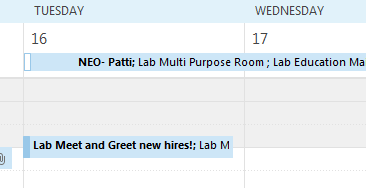 TUESDAY WEDNESDAY
16 17
NEO- Patti; Lab Multi Purpose Room ; Lab Education Ma
Lab Meet and Greet new hires!; Lab M